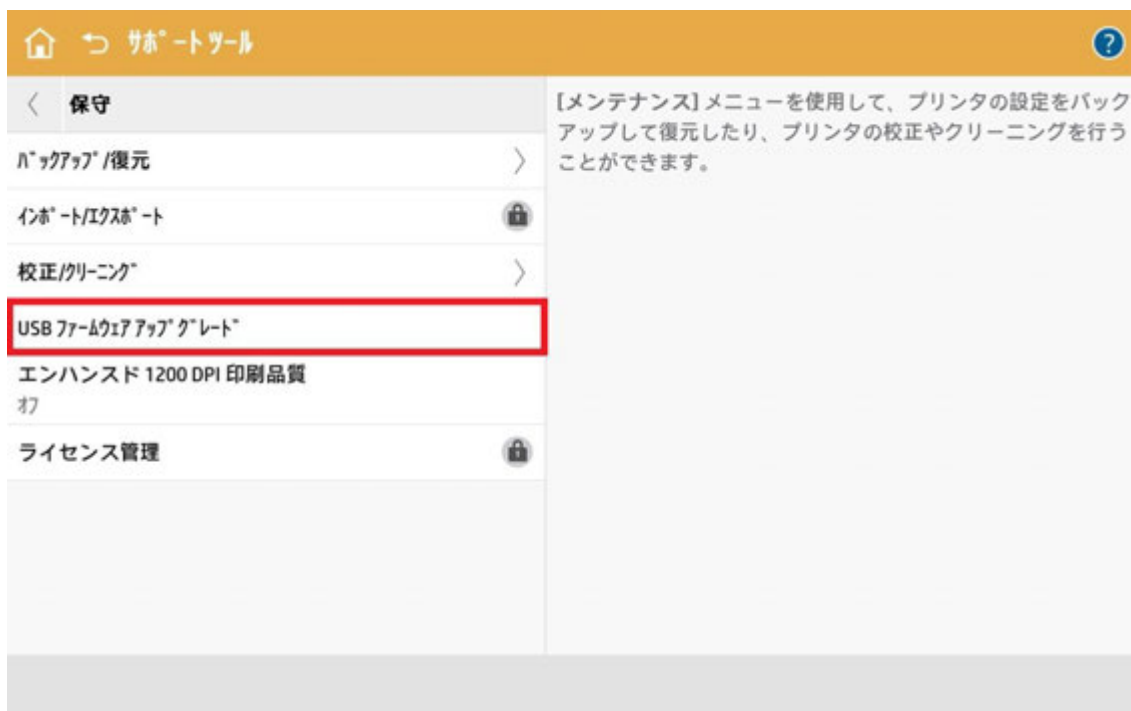 サポートツール
?
保守
[メンテナンス] メニューを使用して、プリンタの設定をバック
アップして復元したり、プリンタの校正やクリーニングを行う
ことができます。
ﾊﾞｯｸｱｯﾌﾟ/復元
ｲﾝﾎﾟｰﾄ/ｴｸｽﾎﾟｰﾄ
校正/ｸﾘｰﾆﾝｸﾞ
USB ﾌｧｰﾑｳｪｱ ｱｯﾌﾟｸﾞﾚｰﾄﾞ
エンハンスド 1200 DPI 印刷品質
ｵﾌ
ライセンス管理